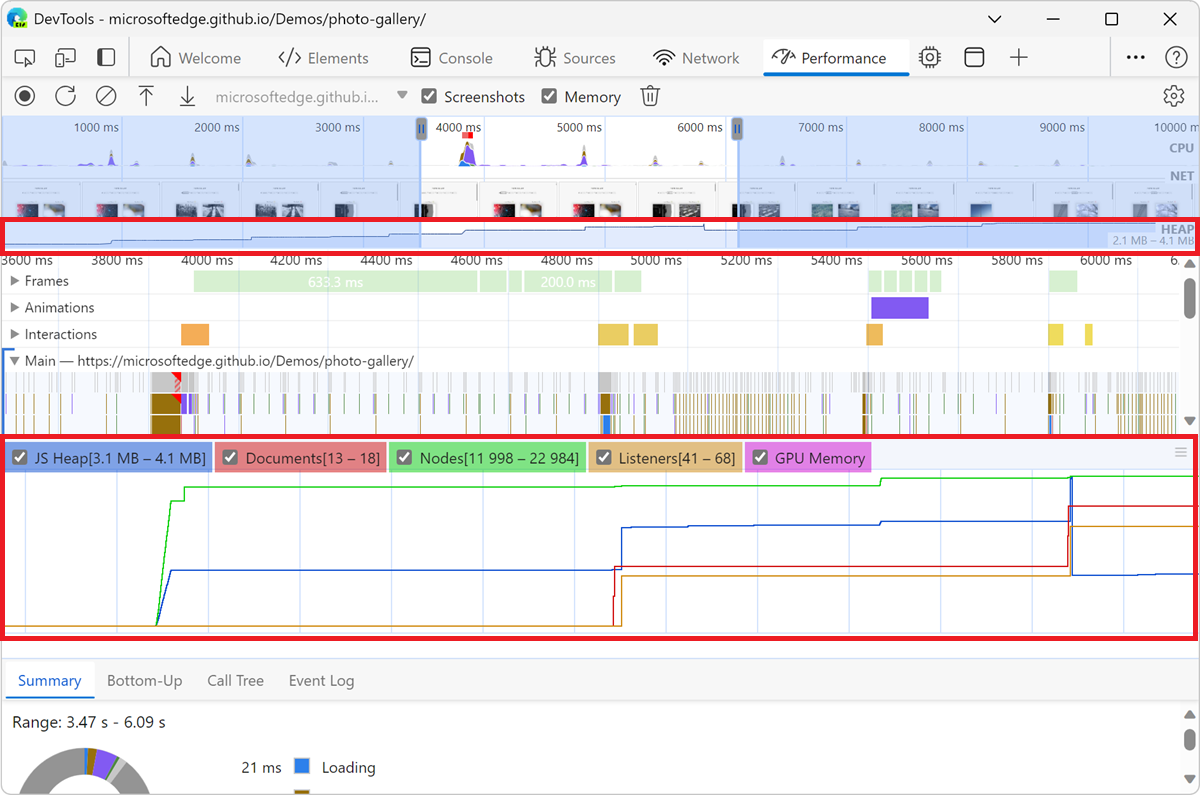 DevTools - microsoftedge.github.io/Demos/photo-gallery/
Welcome Elements Console Sources Network Performance
microsoftedge.github.i... Screenshots Memory
1000 ms 2000 ms 3000 ms 4000 ms 5000 ms 6000 ms 7000 ms 8000 ms 9000 ms 10000 m
CPU
NET
HEAP
2.1 MB – 4.1 MB
3600 ms 3800 ms 4000 ms 4200 ms 4400 ms 4600 ms 4800 ms 5000 ms 5200 ms 5400 ms 5600 ms 5800 ms 6000 ms 6.
Frames 633.3 ms 200.0 ms
Animations
Interactions
Main — https://microsoftedge.github.io/Demos/photo-gallery/
JS Heap[3.1 MB – 4.1 MB] Documents[13 – 18] Nodes[11 998 – 22 984] Listeners[41 – 68] GPU Memory
Summary Bottom-Up Call Tree Event Log
Range: 3.47 s - 6.09 s
21 ms Loading